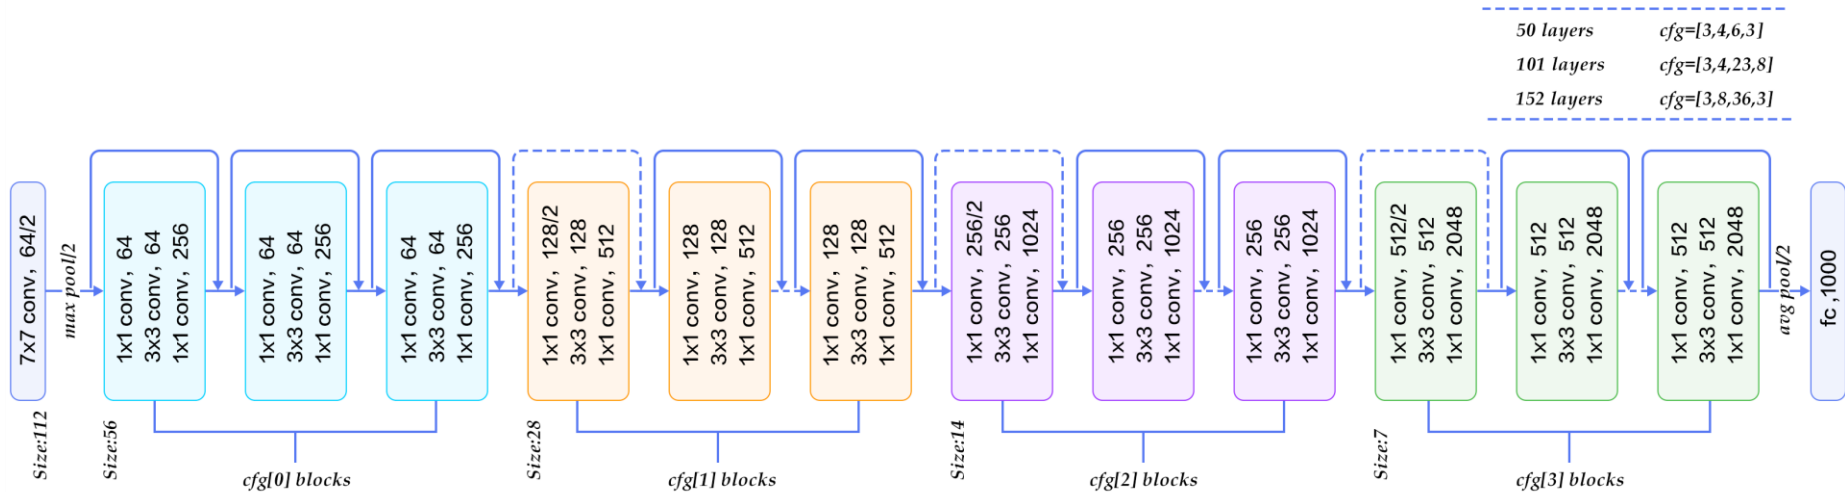 50 layers cfg=[3,4,6,3]
101 layers cfg=[3,4,23,8]
152 layers cfg=[3,8,36,3]
7x7 conv, 64/2
max pool/2
1x1 conv, 64
3x3 conv, 64
1x1 conv, 256
1x1 conv, 64
3x3 conv, 64
1x1 conv, 256
1x1 conv, 64
3x3 conv, 64
1x1 conv, 256
1x1 conv, 128/2
3x3 conv, 128
1x1 conv, 512
1x1 conv, 128
3x3 conv, 128
1x1 conv, 512
1x1 conv, 128
3x3 conv, 128
1x1 conv, 512
1x1 conv, 256/2
3x3 conv, 256
1x1 conv, 1024
1x1 conv, 256
3x3 conv, 256
1x1 conv, 1024
1x1 conv, 256
3x3 conv, 256
1x1 conv, 1024
1x1 conv, 512/2
3x3 conv, 512
1x1 conv, 2048
1x1 conv, 512
3x3 conv, 512
1x1 conv, 2048
1x1 conv, 512
3x3 conv, 512
1x1 conv, 2048
avg pool/2
fc ,1000
Size:112
Size:56
Size:28
Size:14
Size:7
cfg[0] blocks
cfg[1] blocks
cfg[2] blocks
cfg[3] blocks